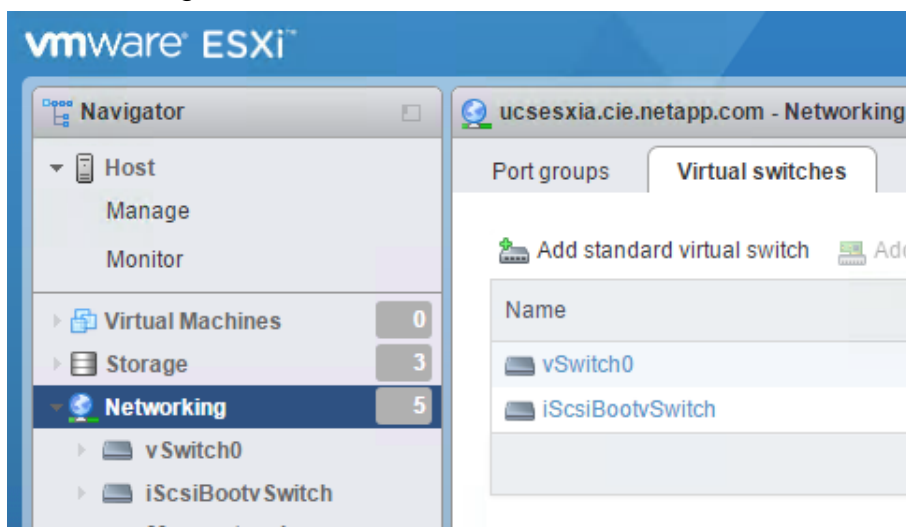 vmware ESXi™
Navigator
Host
Manage
Monitor
Virtual Machines 0
Storage 3
Networking 5
vSwitch0
iScsiBootvSwitch
ucsesxia.cie.netapp.com - Networking
Port groups Virtual switches
Add standard virtual switch
Name
vSwitch0
iScsiBootvSwitch